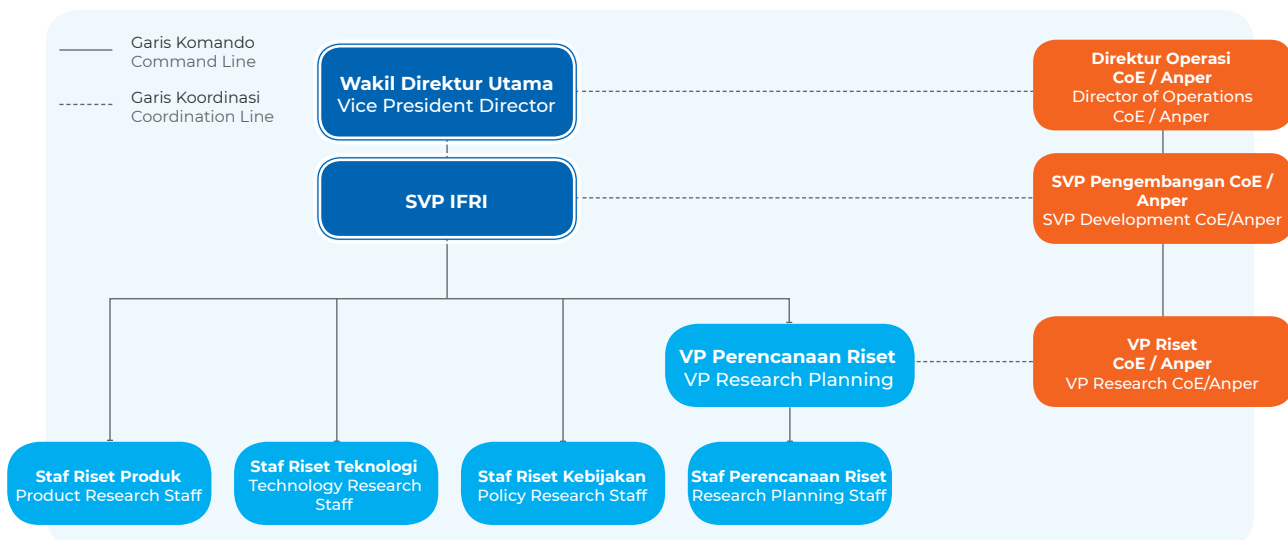 Garis Komando
Command Line
Garis Koordinasi
Coordination Line
Wakil Direktur Utama
Vice President Director
Direktur Operasi
CoE / Anper
Director of Operations
CoE / Anper
SVP IFRI
SVP Pengembangan CoE /
Anper
SVP Development CoE/Anper
VP Perencanaan Riset
VP Research Planning
VP Riset
CoE / Anper
VP Research CoE/Anper
Staf Riset Produk
Product Research Staff
Staf Riset Teknologi
Technology Research
Staff
Staf Riset Kebijakan
Policy Research Staff
Staf Perencanaan Riset
Research Planning Staff